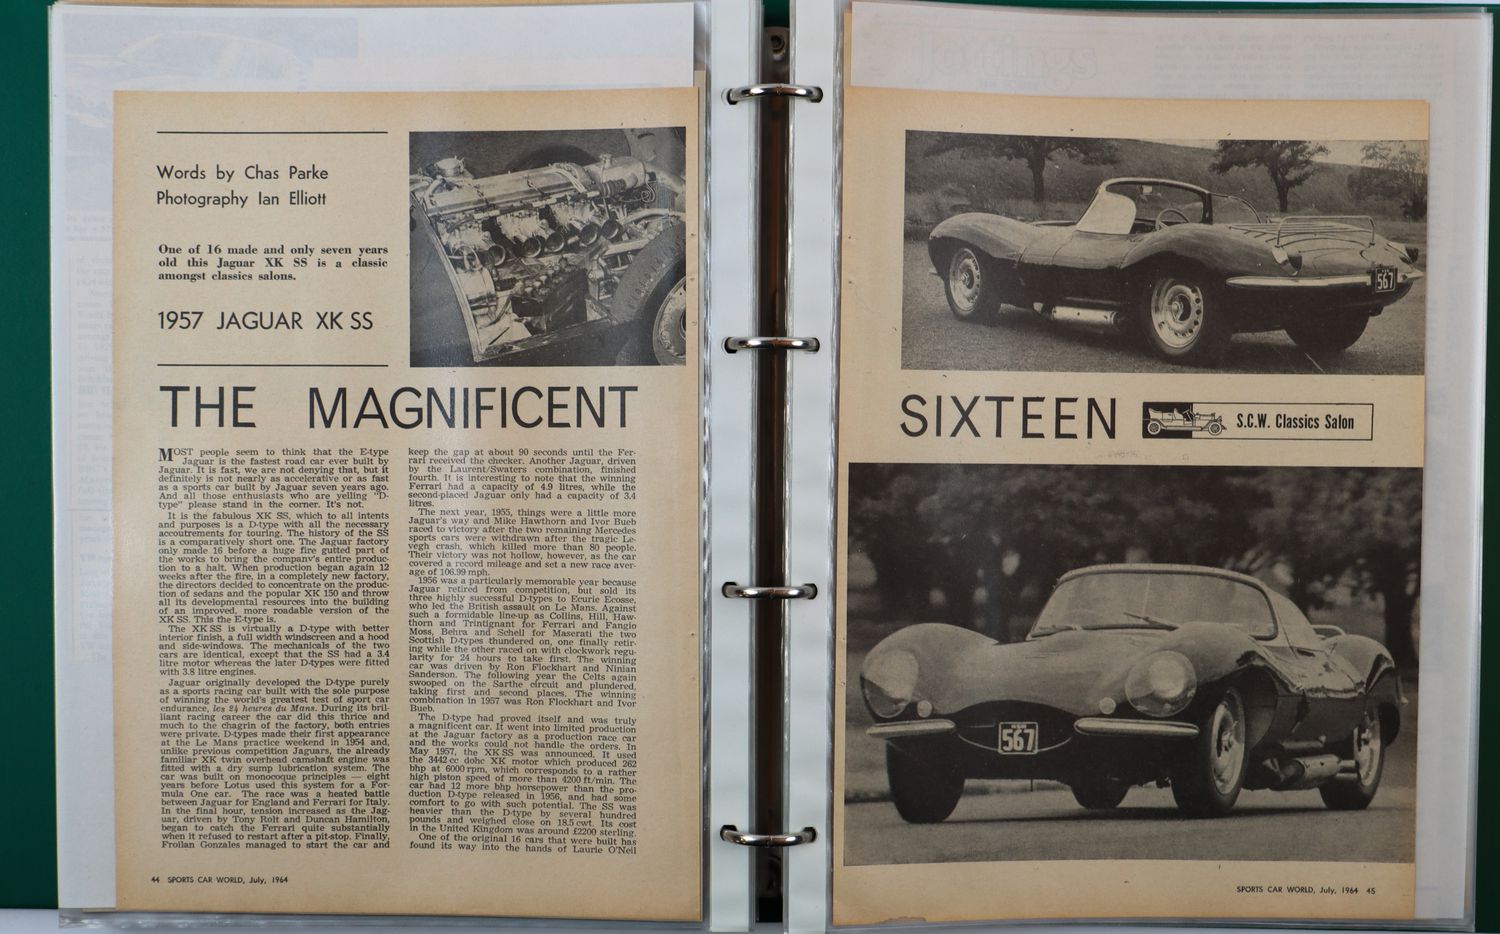 Words by Chas Parke
Photography Ian Elliott
One of 16 made and only seven years
old this Jaguar XK SS is a classic
amongst classics salons.
1957 JAGUAR XK SS
THE MAGNIFICENT
MOST people seem to think that the E-type
Jaguar is the fastest road car ever built by
Jaguar. It is fast, we are not denying that, but it
definitely is not nearly as accelerative or as fast
as a sports car built by Jaguar seven years ago.
And all those enthusiasts who are yelling "D-
type" please stand in the corner. It's not.
It is the fabulous XK SS, which to all intents
and purposes is a D-type with all the necessary
accoutrements for touring. The history of the SS
is a comparatively short one. The Jaguar factory
only made 16 before a huge fire gutted part of
the works to bring the company's entire produc-
tion to a halt. When production began again 12
weeks after the fire, in a completely new factory,
the directors decided to concentrate on the produc-
tion of sedans and the popular XK 150 and throw
all its developmental resources into the building
of an improved, more roadable version of the
XK SS. This the E-type is.
The XK SS is virtually a D-type with better
interior finish, a full width windscreen and a hood
and side-windows. The mechanicals of the two
cars are identical, except that the SS had a 3.4
litre motor whereas the later D-types were fitted
with 3.8 litre engines.
Jaguar originally developed the D-type purely
as a sports racing car built with the sole purpose
of winning the world's greatest test of sport car
endurance, les 24 heures du Mans. During its bril-
liant racing career the car did this thrice and
much to the chagrin of the factory, both entries
were private. D-types made their first appearance
at the Le Mans practice weekend in 1954 and,
unlike previous competition Jaguars, the already
familiar XK twin overhead camshaft engine was
fitted with a dry sump lubrication system. The
car was built on monocoque principles — eight
years before Lotus used this system for a For-
mula One car. The race was a heated battle
between Jaguar for England and Ferrari for Italy.
In the final hour, tension increased as the Jag-
uar, driven by Tony Rolt and Duncan Hamilton,
began to catch the Ferrari quite substantially
when it refused to restart after a pit-stop. Finally,
Froilan Gonzales managed to start the car and
keep the gap at about 90 seconds until the Fer-
rari received the checker. Another Jaguar, driven
by the Laurent/Swaters combination, finished
fourth. It is interesting to note that the winning
Ferrari had a capacity of 4.9 litres, while the
second-placed Jaguar only had a capacity of 3.4
litres.
The next year, 1955, things were a little more
Jaguar's way and Mike Hawthorn and Ivor Bueb
raced to victory after the two remaining Mercedes
sports cars were withdrawn after the tragic Le-
vegh crash, which killed more than 80 people.
Their victory was not hollow, however, as the car
covered a record mileage and set a new race aver-
age of 106.99 mph.
1956 was a particularly memorable year because
Jaguar retired from competition, but sold its
three highly successful D-types to Ecurie Ecosse,
who led the British assault on Le Mans. Against
such a formidable line-up as Collins, Hill, Haw-
thorn and Trintignant for Ferrari and Fangio
Moss, Behra and Schell for Maserati the two
Scottish D-types thundered on, one finally retir-
ing while the other raced on with clockwork regu-
larity for 24 hours to take first. The winning
car was driven by Ron Flockhart and Ninian
Sanderson. The following year the Celts again
swooped on the Sarthe circuit and plundered,
taking first and second places. The winning
combination in 1957 was Ron Flockhart and Ivor
Bueb.
The D-type had proved itself and was truly
a magnificent car. It went into limited production
at the Jaguar factory as a production race car
and the works could not handle the orders. In
May 1957, the XK SS was announced. It used
the 3442 cc dohc XK motor which produced 262
bhp at 6000 rpm, which corresponds to a rather
high piston speed of more than 4200 ft/min. The
car had 12 more bhp horsepower than the pro-
duction D-type released in 1956, and had some
comfort to go with such potential. The SS was
heavier than the D-type by several hundred
pounds and weighed close on 18.5 cwt. Its cost
in the United Kingdom was around £2200 sterling.
One of the original 16 cars that were built has
found its way into the hands of Laurie O'Neil
44 SPORTS CAR WORLD, July, 1964
567
SIXTEEN
S.C.W. Classics Salon
567
SPORTS CAR WORLD, July, 1964 45